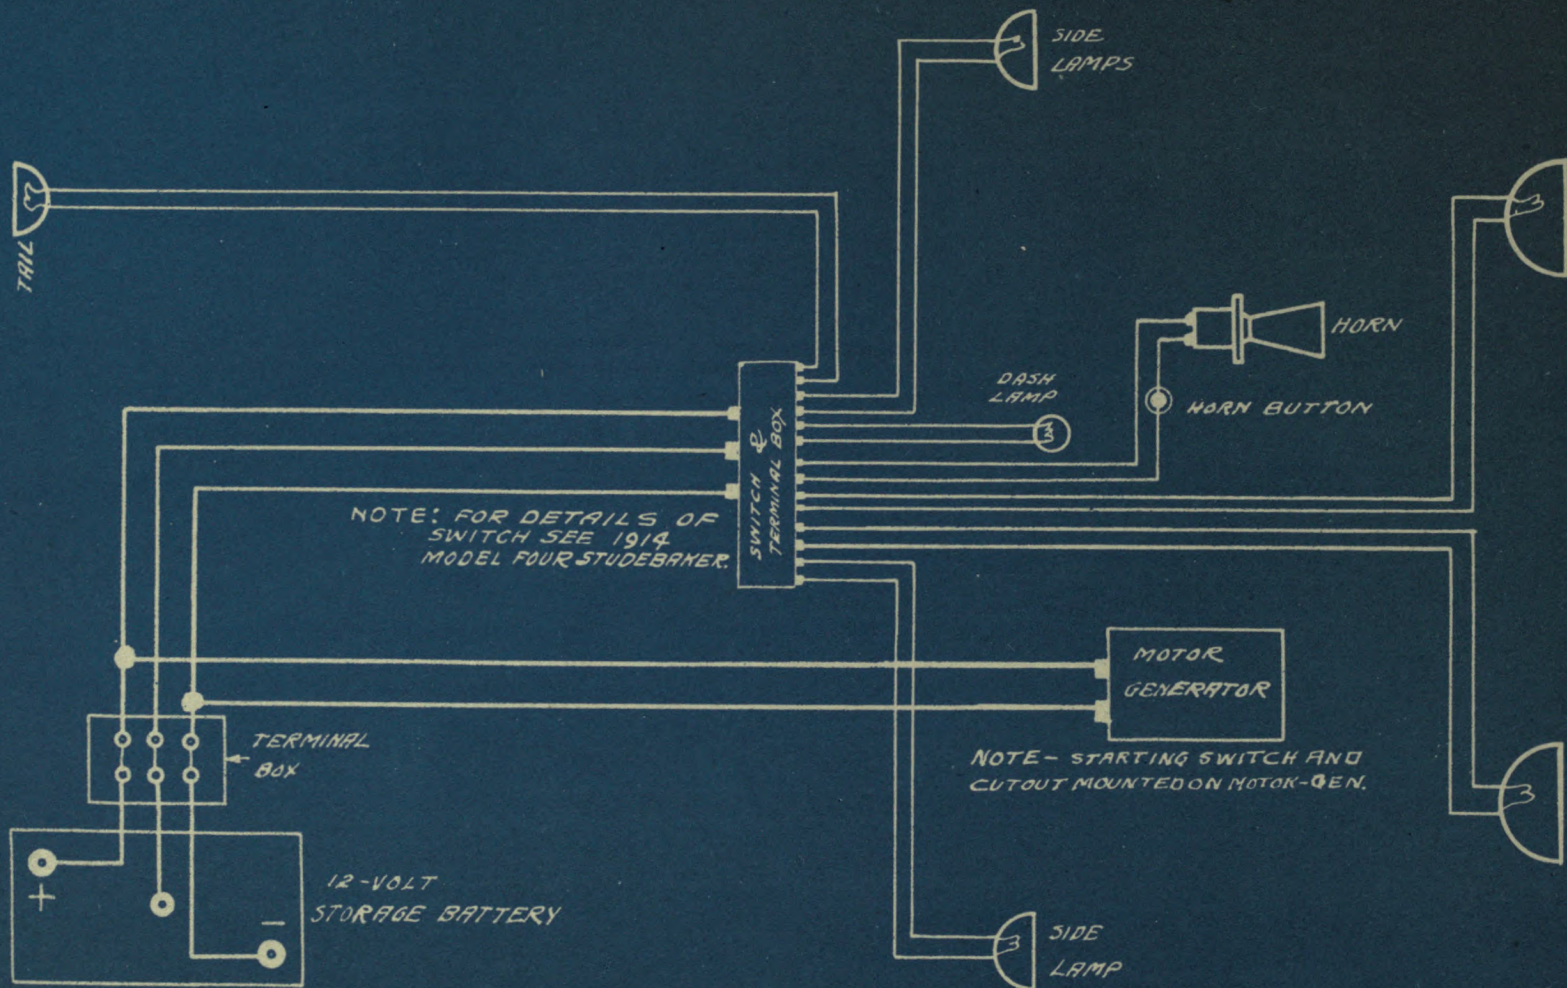 SIDE
LAMPS
TAIL
HORN
DASH
LAMP
HORN BUTTON
SWITCH &
TERMINAL BOX
NOTE: FOR DETAILS OF
SWITCH SEE 1914
MODEL FOUR STUDEBAKER.
MOTOR
GENERATOR
TERMINAL
BOX
NOTE - STARTING SWITCH AND
CUTOUT MOUNTED ON MOTOR-GEN.
+
-
12-VOLT
STORAGE BATTERY
SIDE
LAMP